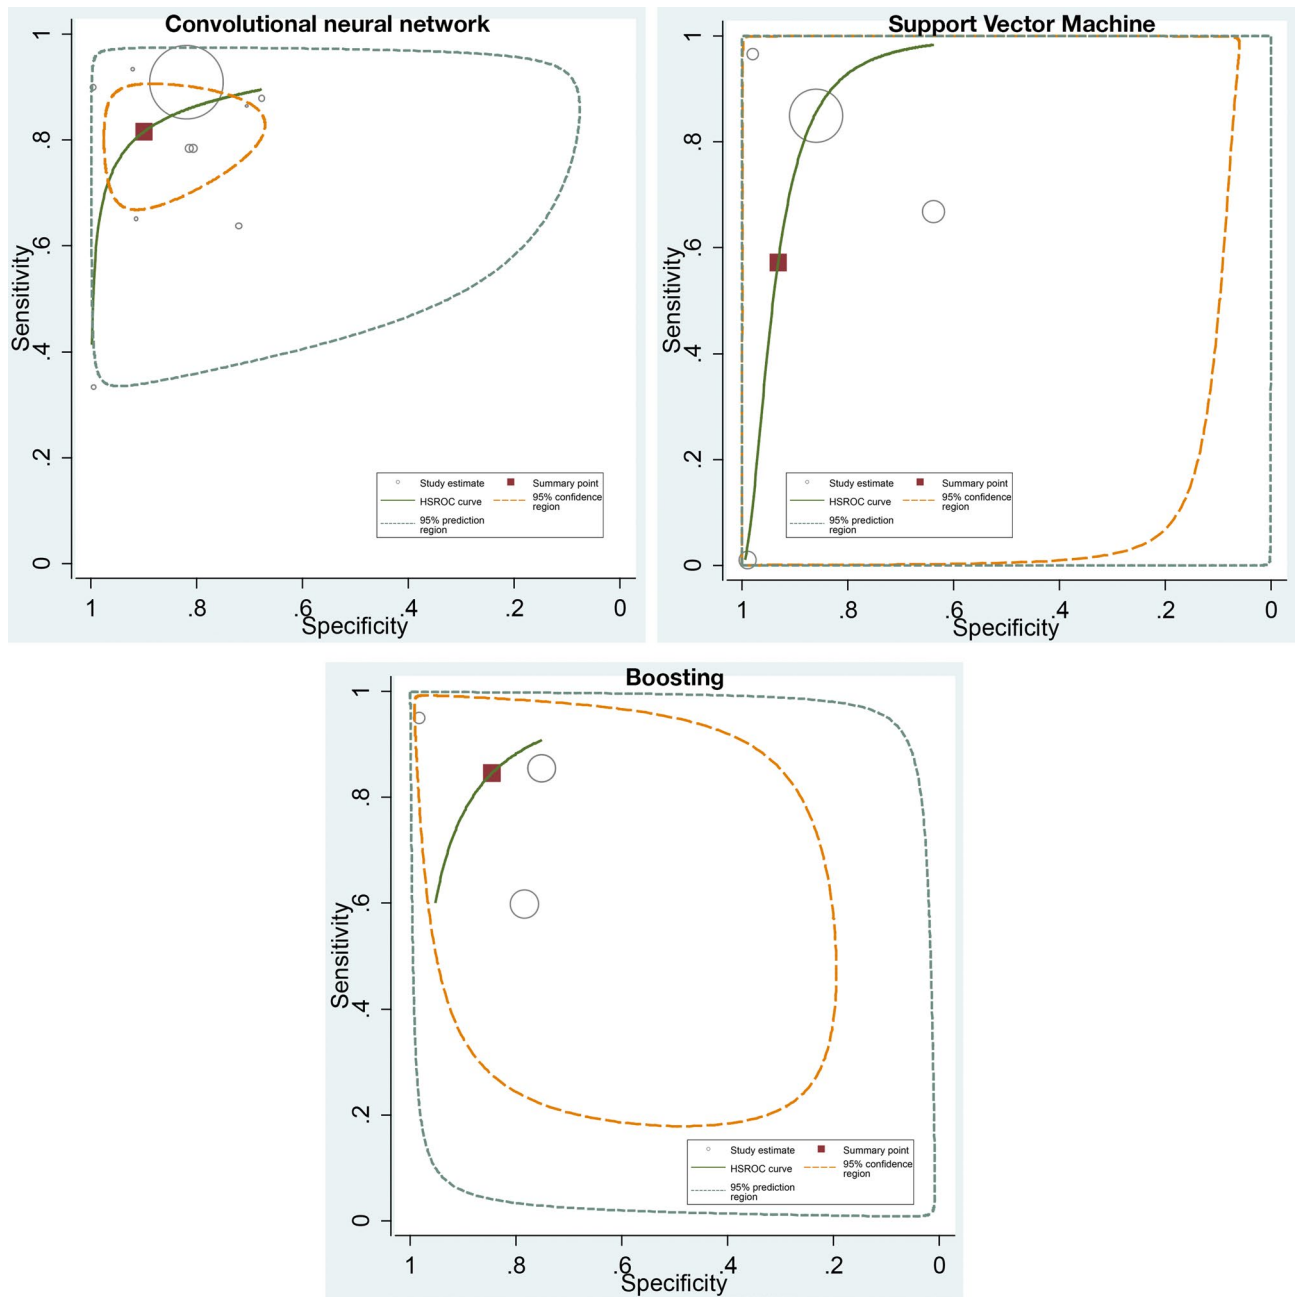 Convolutional neural network
1
.8
.6
.4
.2
0
Sensitivity
Study estimate
Summary point
HSROC curve
95% confidence
region
95% prediction
region
1 .8 .6 .4 .2 0
Specificity
Support Vector Machine
1
.8
.6
.4
.2
0
Sensitivity
Study estimate
Summary point
HSROC curve
95% confidence
region
95% prediction
region
1 .8 .6 .4 .2 0
Specificity
Boosting
1
.8
.6
.4
.2
0
Sensitivity
Study estimate
Summary point
HSROC curve
95% confidence
region
95% prediction
region
1 .8 .6 .4 .2 0
Specificity